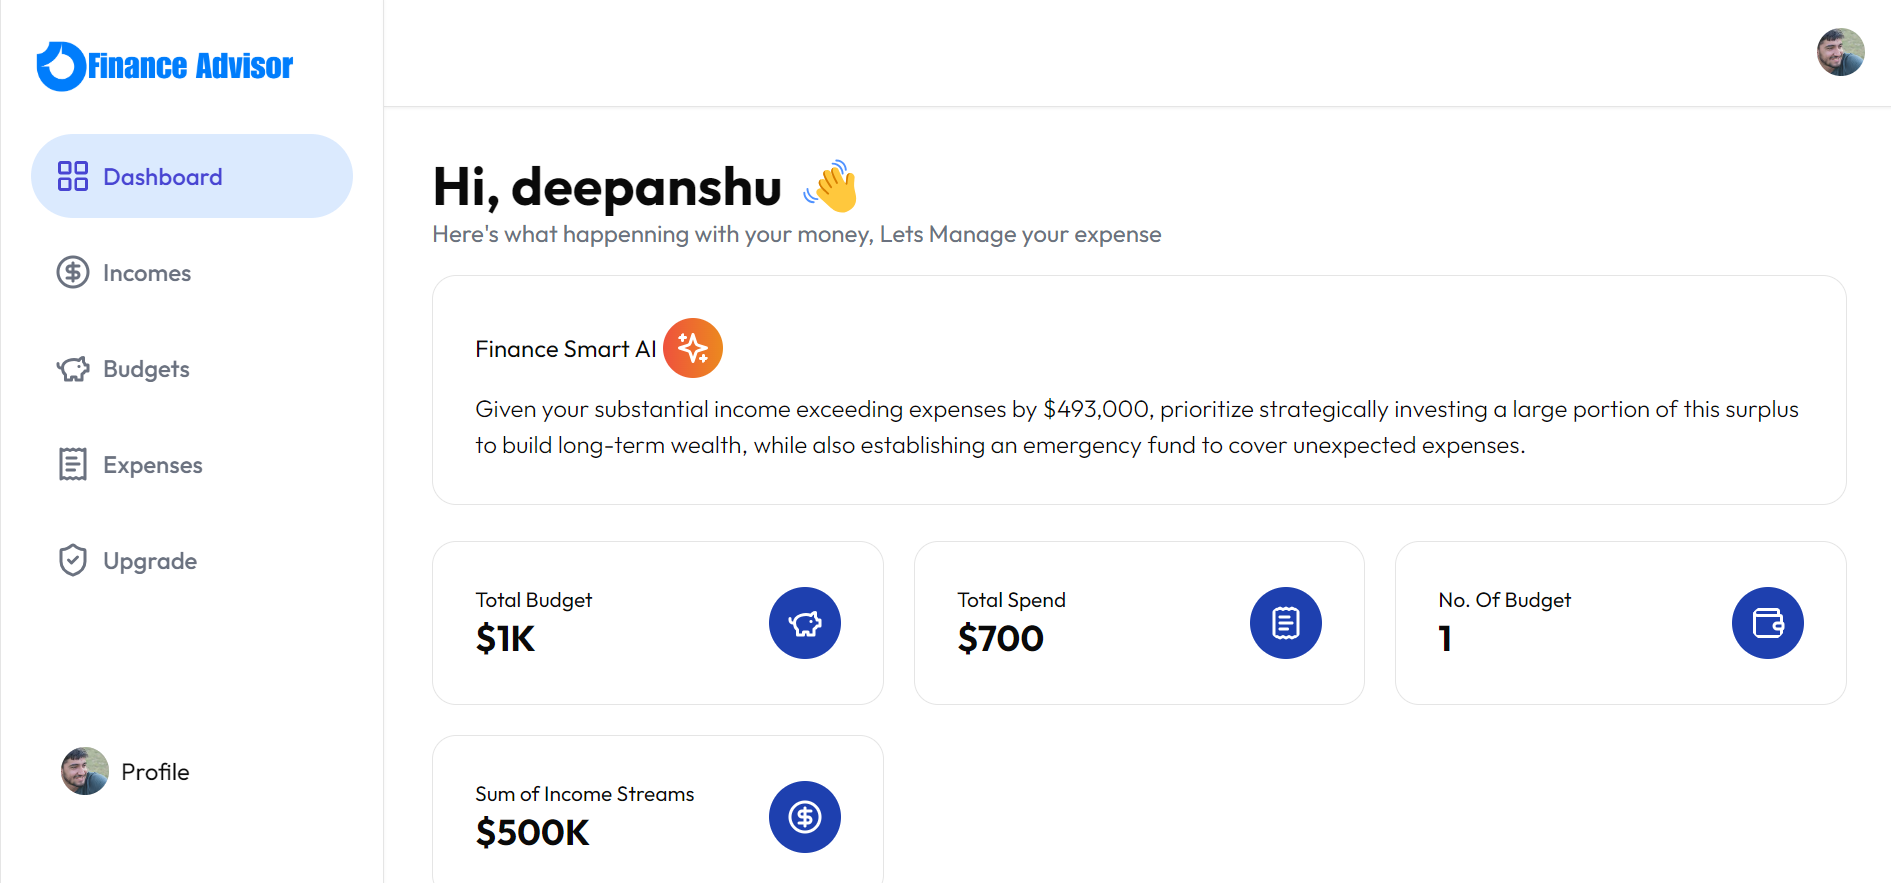 Finance Advisor
Dashboard
Incomes
Budgets
Expenses
Upgrade
Profile
Hi, deepanshu 👋
Here's what happenning with your money, Lets Manage your expense
Finance Smart AI
Given your substantial income exceeding expenses by $493,000, prioritize strategically investing a large portion of this surplus
to build long-term wealth, while also establishing an emergency fund to cover unexpected expenses.
Total Budget
$1K
Total Spend
$700
No. Of Budget
1
Sum of Income Streams
$500K